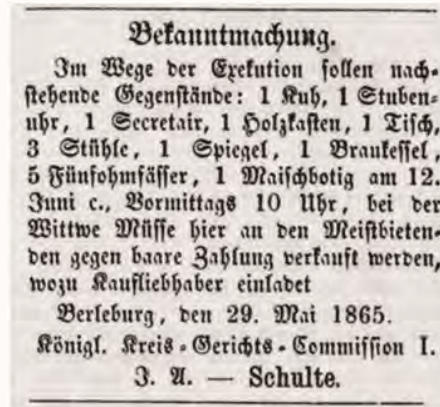 Bekanntmachung.
Im Wege der Exekution sollen nach-
stehende Gegenstände: 1 Kuh, 1 Stuben-
uhr, 1 Secretair, 1 Holzkasten, 1 Tisch,
3 Stühle, 1 Spiegel, 1 Braukessel,
5 Fünfohmfässer, 1 Maischbotig am 12.
Juni c., Vormittags 10 Uhr, bei der
Wittwe Müsse hier an den Meistbieten-
den gegen baare Zahlung verkauft werden,
wozu Kaufliebhaber einladet
Berleburg, den 29. Mai 1865.
Königl. Kreis-Gerichts-Commission I.
J. A. — Schulte.